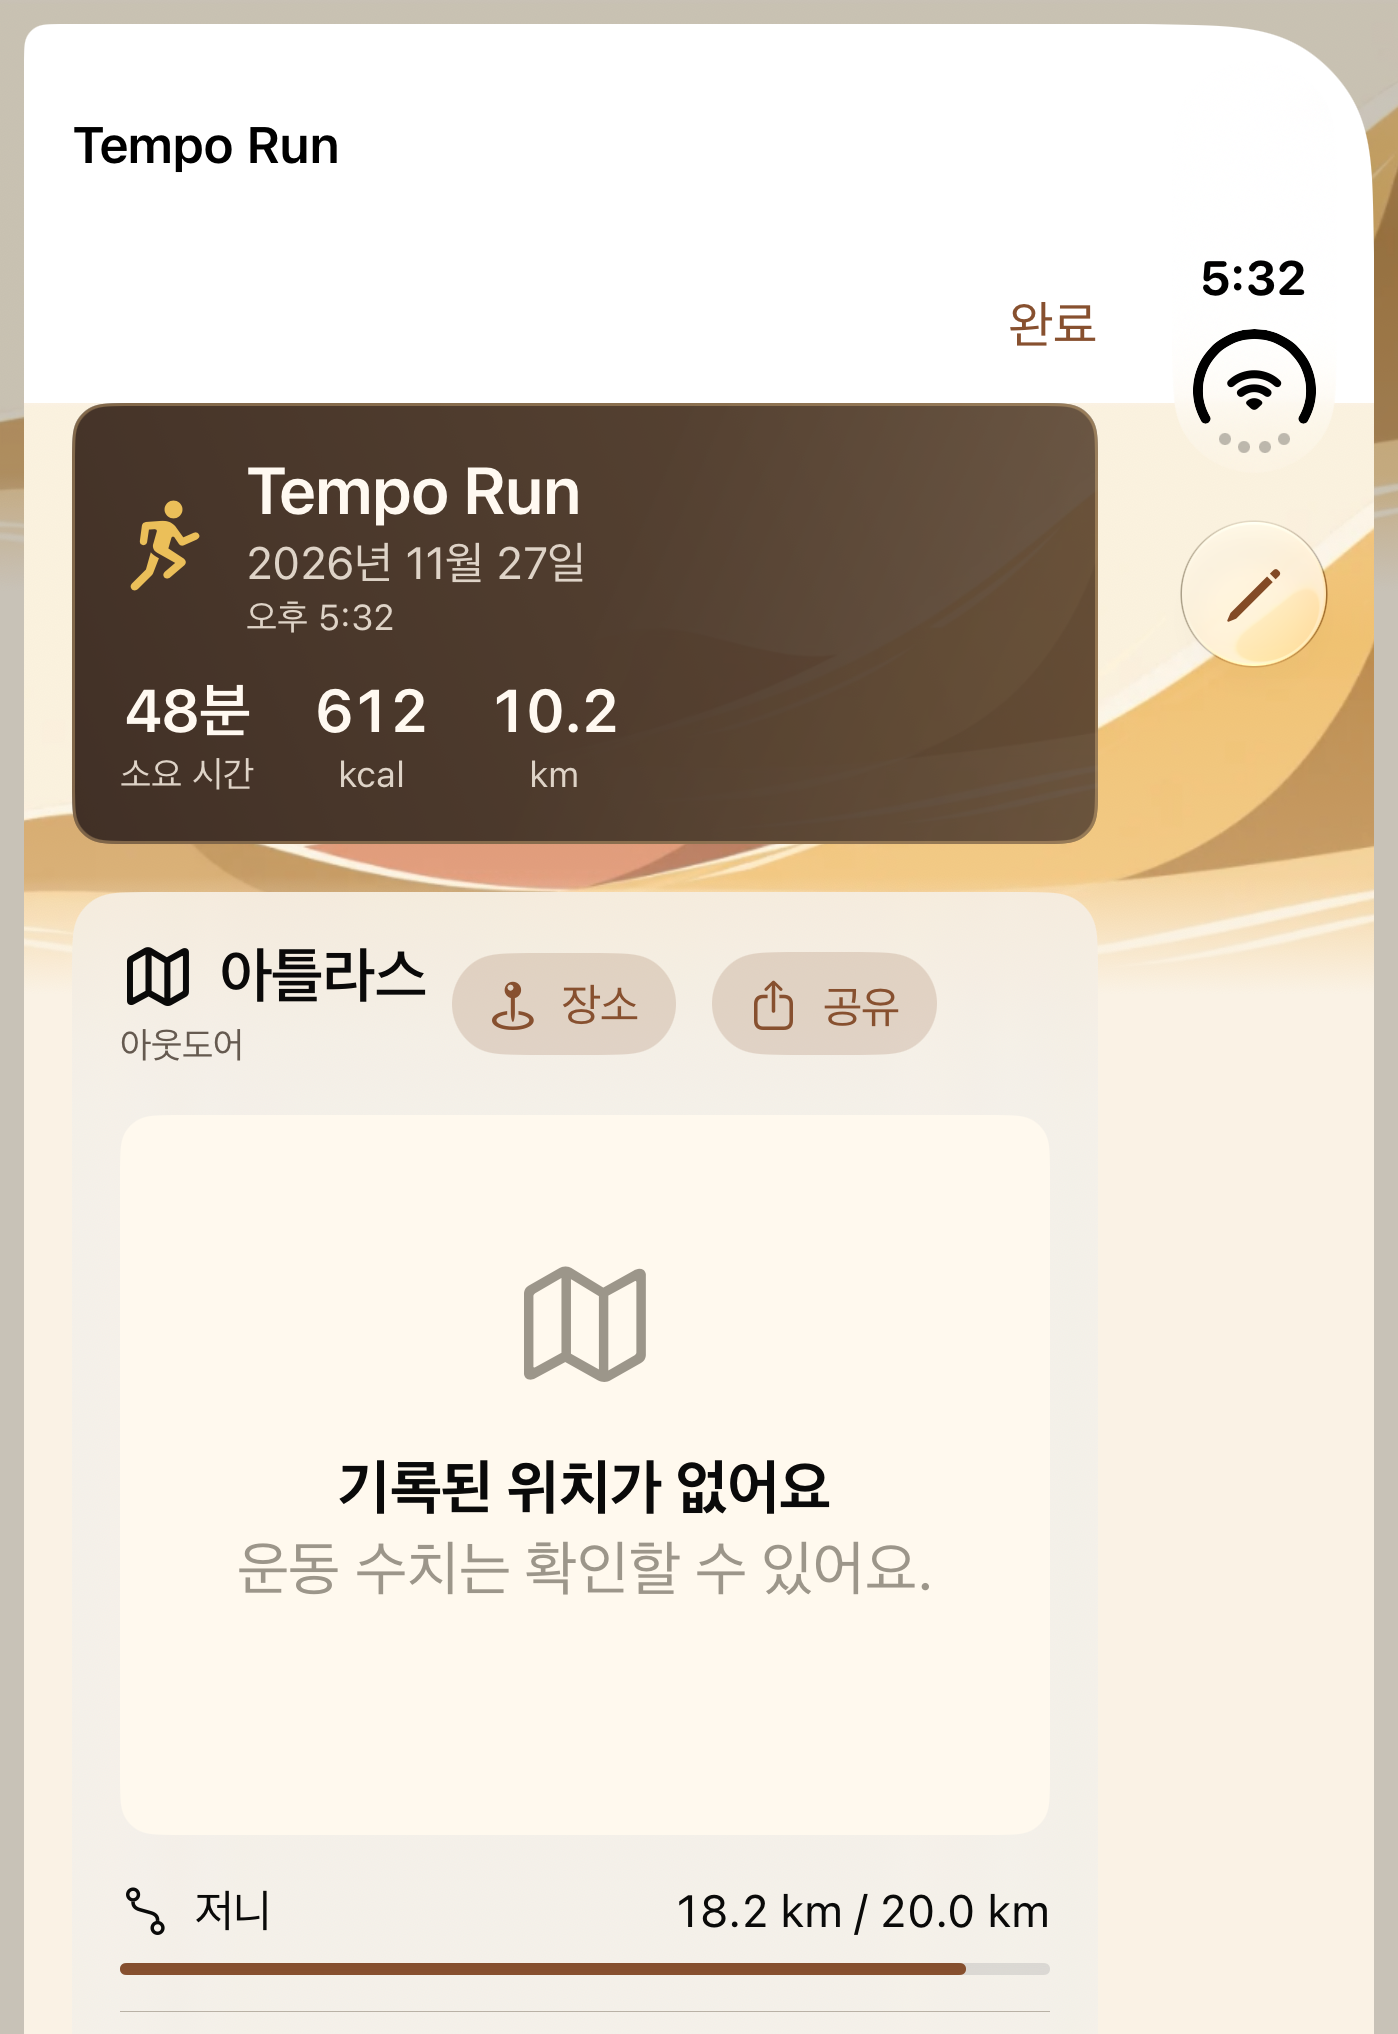 Tempo Run
5:32
완료
Tempo Run
2026년 11월 27일
오후 5:32
48분 612 10.2
소요 시간 kcal km
아틀라스
아웃도어
장소
공유
기록된 위치가 없어요
운동 수치는 확인할 수 있어요.
저니 18.2 km / 20.0 km